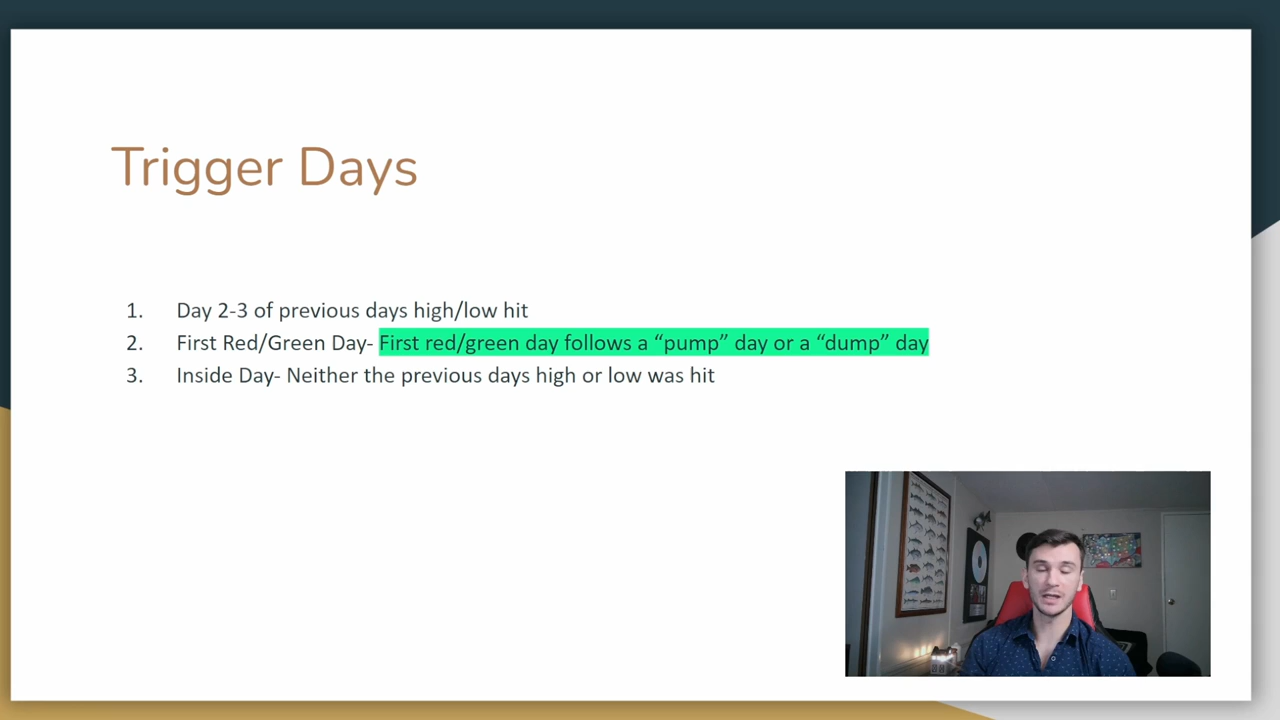 Trigger Days
1. Day 2-3 of previous days high/low hit
2. First Red/Green Day- First red/green day follows a “pump” day or a “dump” day
3. Inside Day- Neither the previous days high or low was hit